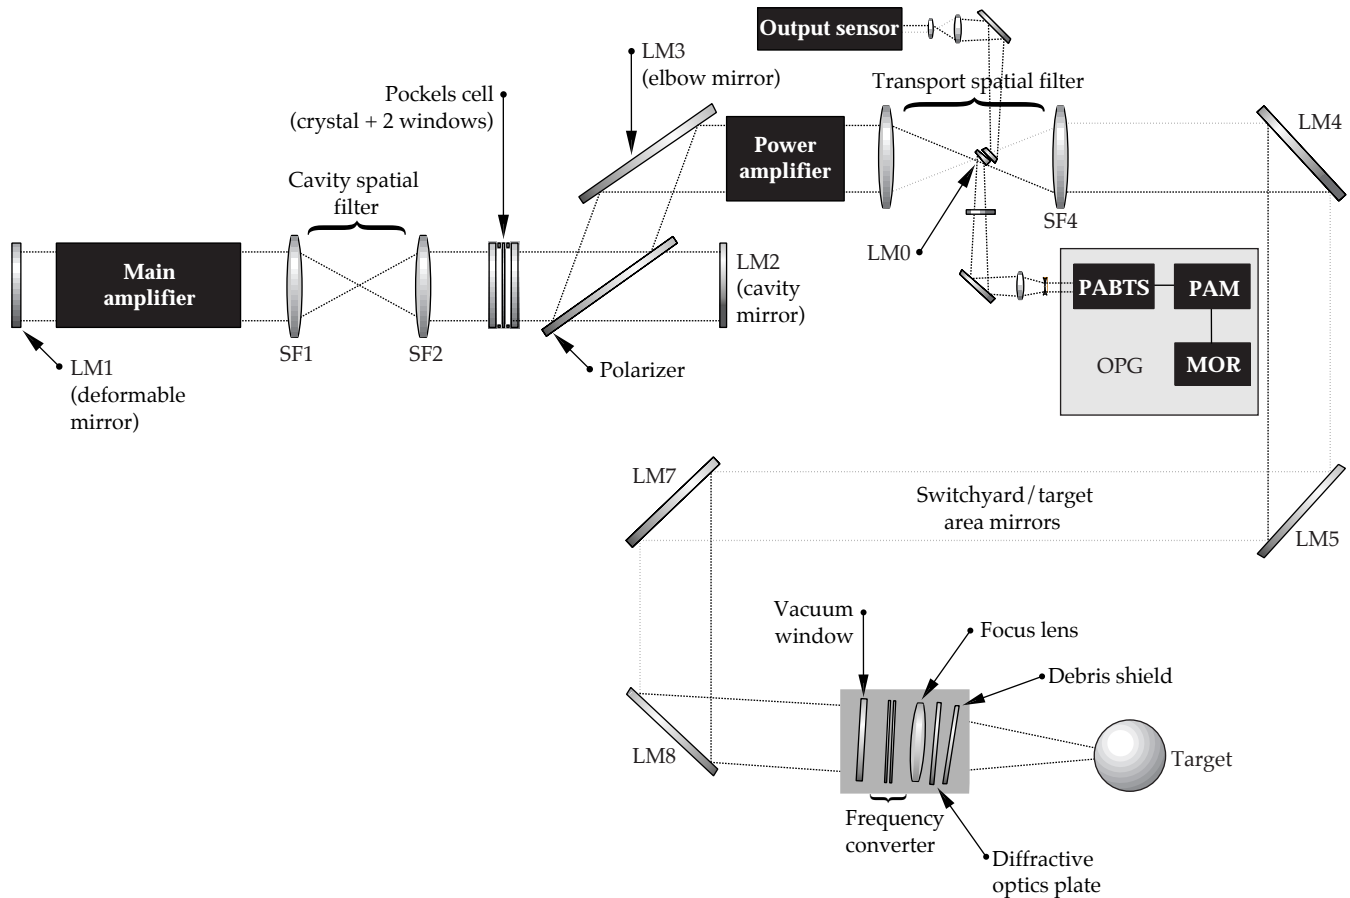 Output sensor
LM3
(elbow mirror)
Transport spatial filter
Pockels cell
(crystal + 2 windows)
LM4
Power
amplifier
Cavity spatial
filter
SF4
LM0
Main
amplifier
LM2
(cavity
mirror)
PABTS
PAM
SF1
SF2
LM1
(deformable
mirror)
Polarizer
OPG
MOR
LM7
Switchyard/target
area mirrors
LM5
Vacuum
window
Focus lens
Debris shield
LM8
Target
Frequency
converter
Diffractive
optics plate